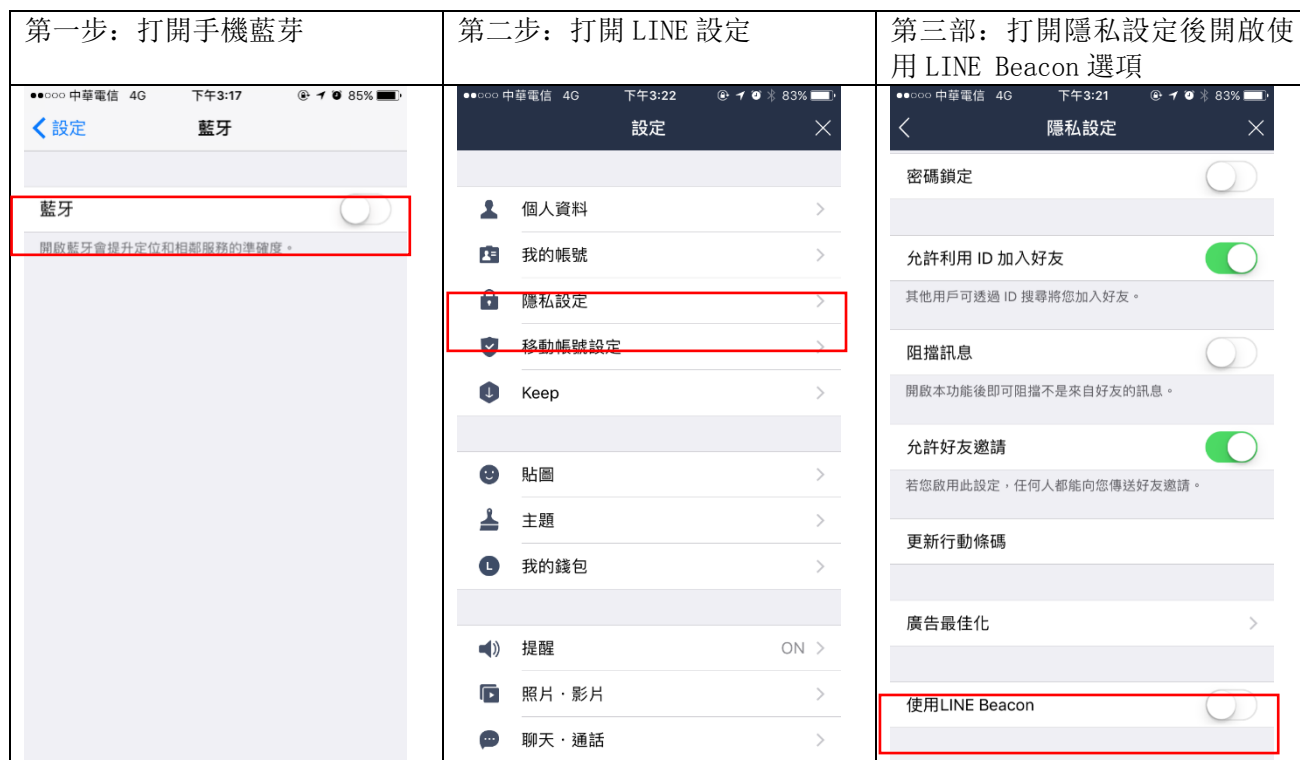 第一步：打開手機藍芽
中華電信 4G 下午3:17 85%
設定 藍牙
藍牙
開啟藍牙會提升定位和相鄰服務的準確度。
第二步：打開 LINE 設定
中華電信 4G 下午3:22 83%
設定
個人資料
我的帳號
隱私設定
移動帳號設定
Keep
貼圖
主題
我的錢包
提醒 ON
照片・影片
聊天・通話
第三部：打開隱私設定後開啟使
用 LINE Beacon 選項
中華電信 4G 下午3:21 83%
隱私設定
密碼鎖定
允許利用 ID 加入好友
其他用戶可透過 ID 搜尋將您加入好友。
阻擋訊息
開啟本功能後即可阻擋不是來自好友的訊息。
允許好友邀請
若您啟用此設定，任何人都能向您傳送好友邀請。
更新行動條碼
廣告最佳化
使用LINE Beacon